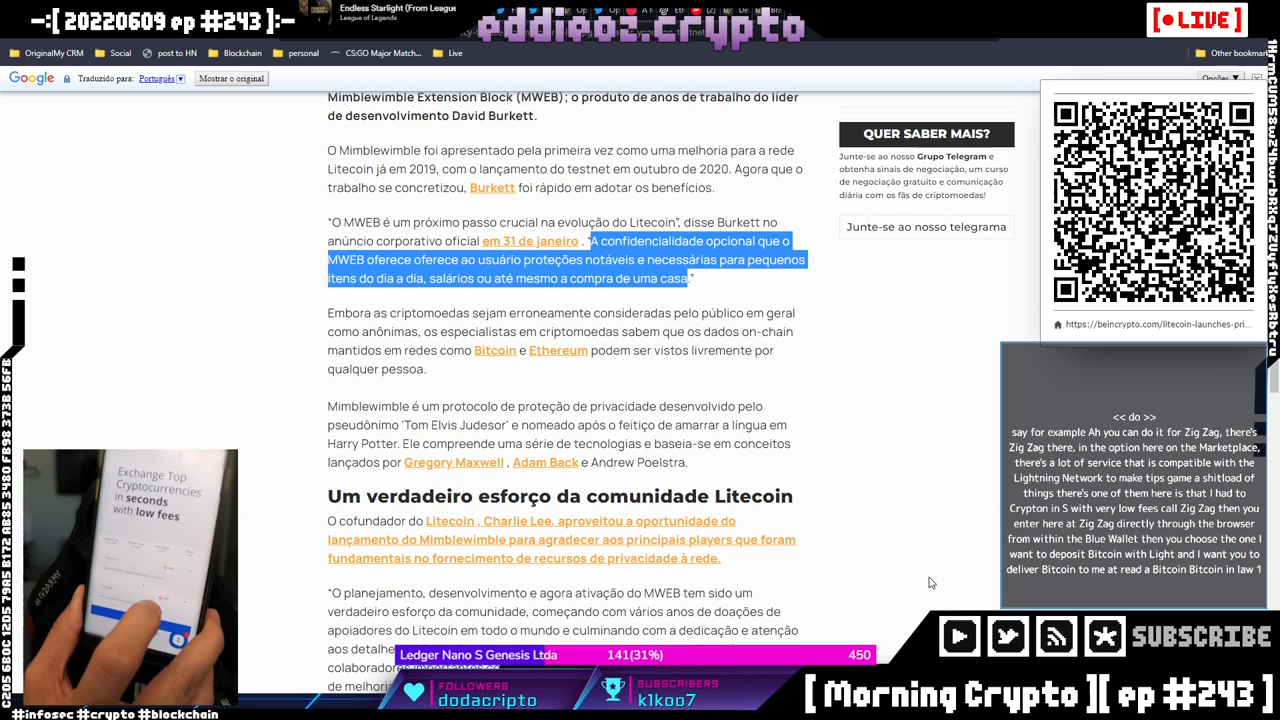 -:[ 20220609 ep #243 ]:-
Endless Starlight (From League
League of Legends
eddieoz.crypto
[● LIVE]
OriginalMy CRM
Social
post to HN
Blockchain
personal
CS:GO Major Match...
Live
Other bookmar
Google
Traduzido para: Português
Mostrar o original
Opções ▼
Mimblewimble Extension Block (MWEB); o produto de anos de trabalho do líder
de desenvolvimento David Burkett.
O Mimblewimble foi apresentado pela primeira vez como uma melhoria para a rede
Litecoin já em 2019, com o lançamento do testnet em outubro de 2020. Agora que o
trabalho se concretizou, Burkett foi rápido em adotar os benefícios.
“O MWEB é um próximo passo crucial na evolução do Litecoin”, disse Burkett no
anúncio corporativo oficial em 31 de janeiro . “A confidencialidade opcional que o
MWEB oferece oferece ao usuário proteções notáveis e necessárias para pequenos
itens do dia a dia, salários ou até mesmo a compra de uma casa.”
Embora as criptomoedas sejam erroneamente consideradas pelo público em geral
como anônimas, os especialistas em criptomoedas sabem que os dados on-chain
mantidos em redes como Bitcoin e Ethereum podem ser vistos livremente por
qualquer pessoa.
Mimblewimble é um protocolo de proteção de privacidade desenvolvido pelo
pseudônimo 'Tom Elvis Judesor' e nomeado após o feitiço de amarrar a língua em
Harry Potter. Ele compreende uma série de tecnologias e baseia-se em conceitos
lançados por Gregory Maxwell , Adam Back e Andrew Poelstra.
Um verdadeiro esforço da comunidade Litecoin
O cofundador do Litecoin , Charlie Lee, aproveitou a oportunidade do
lançamento do Mimblewimble para agradecer aos principais players que foram
fundamentais no fornecimento de recursos de privacidade à rede.
“O planejamento, desenvolvimento e agora ativação do MWEB tem sido um
verdadeiro esforço da comunidade, começando com vários anos de doações de
apoiadores do Litecoin em todo o mundo e culminando com a dedicação e atenção
aos detalhe
colaboradores importantes co
de melhoria
QUER SABER MAIS?
Junte-se ao nosso Grupo Telegram e
obtenha sinais de negociação, um curso
de negociação gratuito e comunicação
diária com os fãs de criptomoedas!
Junte-se ao nosso telegrama
https://beincrypto.com/litecoin-launches-pri...
<< do >>
say for example Ah you can do it for Zig Zag, there's
Zig Zag there, in the option here on the Marketplace,
there's a lot of service that is compatible with the
Lightning Network to make tips game a shitload of
things there's one of them here is that I had to
Crypton in S with very low fees call Zig Zag then you
enter here at Zig Zag directly through the browser
from within the Blue Wallet then you choose the one I
want to deposit Bitcoin with Light and I want you to
deliver Bitcoin to me at read a Bitcoin Bitcoin in law 1
Exchange Top
Cryptocurrencies
in seconds
with low fees
Ledger Nano S Genesis Ltda 141(31%) 450
FOLLOWERS
dodacripto
SUBSCRIBERS
k1koo7
SUBSCRIBE
[ Morning Crypto ][ ep #243 ]
#infosec #crypto #blockchain